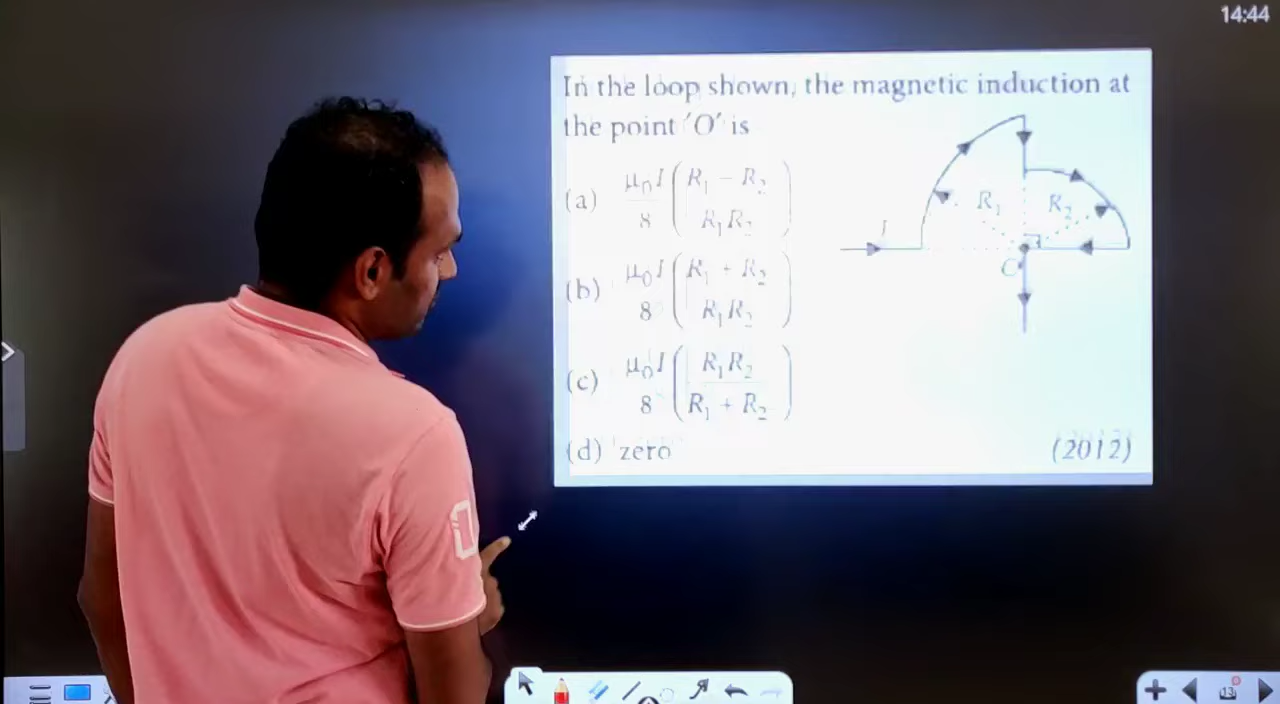 14:44
In the loop shown, the magnetic induction at
the point 'O' is
(a) μ₀I/8 (R₁ − R₂ / R₁R₂)
(b) μ₀I/8 (R₁ + R₂ / R₁R₂)
(c) μ₀I/8 (R₁R₂ / R₁ + R₂)
(d) zero
(2012)
I
R₁
R₂
O
13